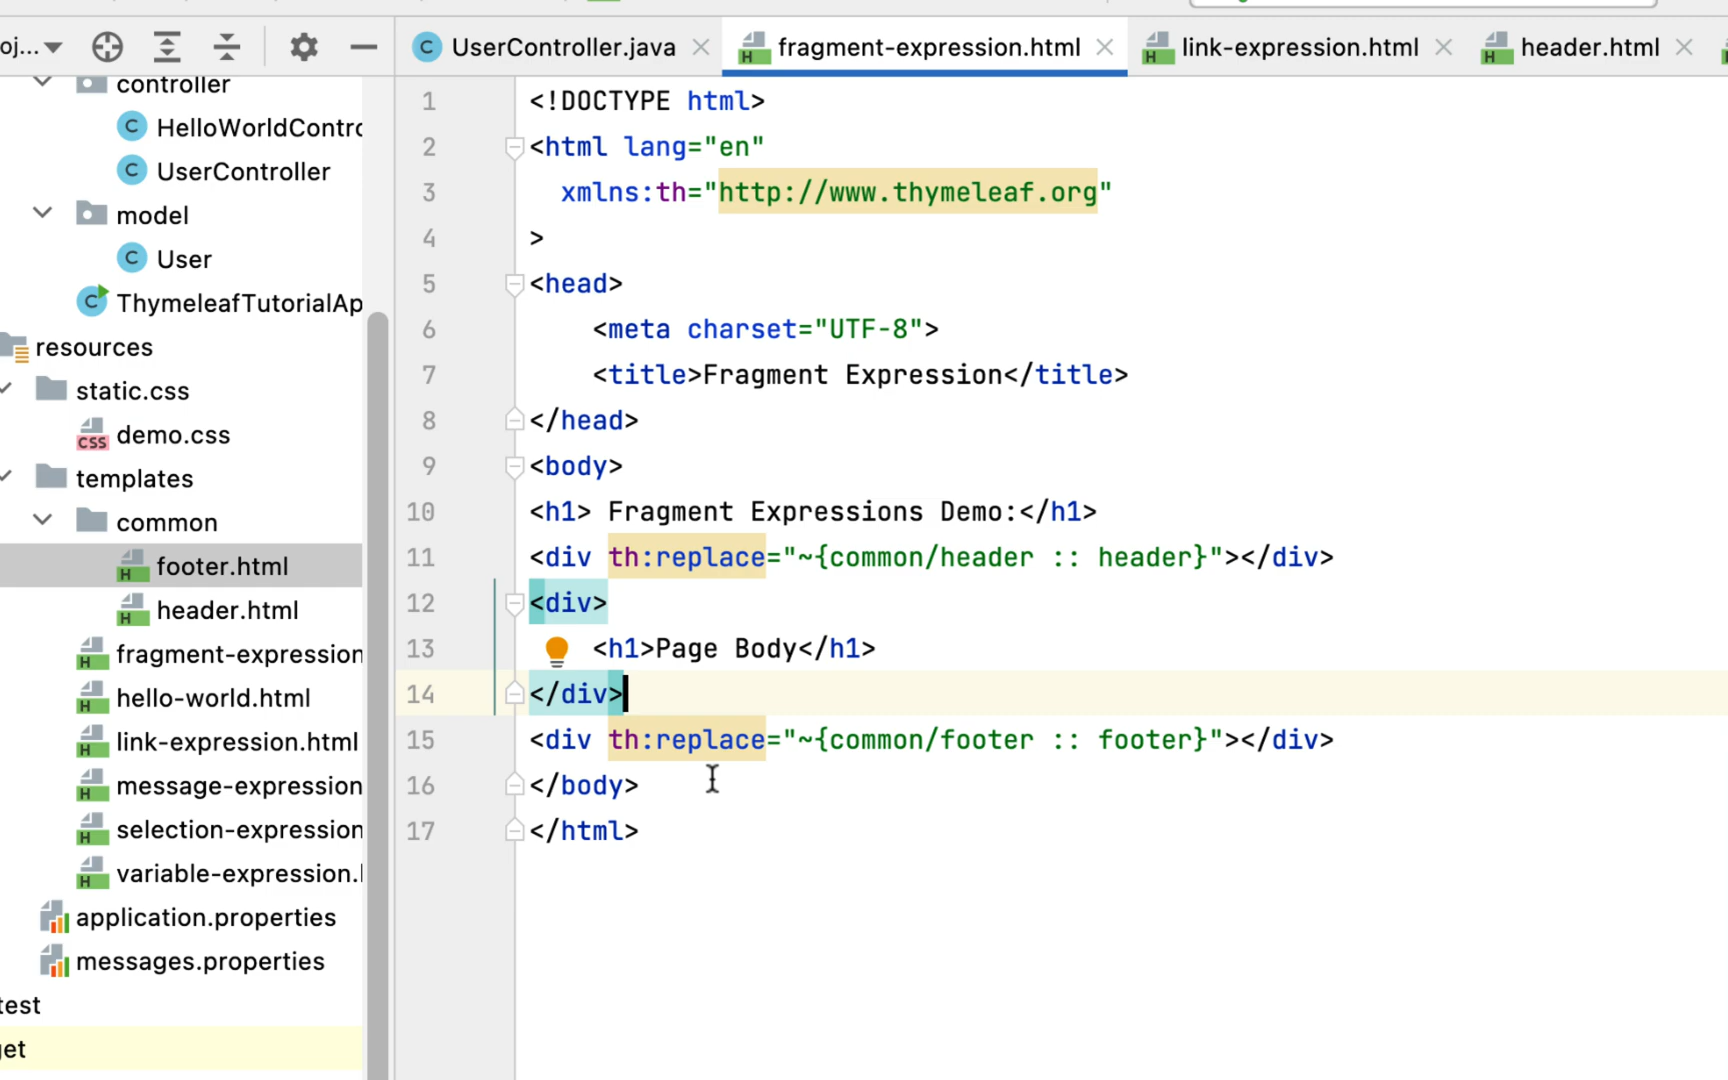 oj...
UserController.java
fragment-expression.html
link-expression.html
header.html
controller
HelloWorldContro
UserController
model
User
ThymeleafTutorialAp
resources
static.css
CSS
demo.css
templates
common
footer.html
header.html
fragment-expression
hello-world.html
link-expression.html
message-expression
selection-expression
variable-expression.
application.properties
messages.properties
test
get
1 <!DOCTYPE html>
2 <html lang="en"
3 xmlns:th="http://www.thymeleaf.org"
4 >
5 <head>
6 <meta charset="UTF-8">
7 <title>Fragment Expression</title>
8 </head>
9 <body>
10 <h1> Fragment Expressions Demo:</h1>
11 <div th:replace="~{common/header :: header}"></div>
12 <div>
13 <h1>Page Body</h1>
14 </div>
15 <div th:replace="~{common/footer :: footer}"></div>
16 </body>
17 </html>